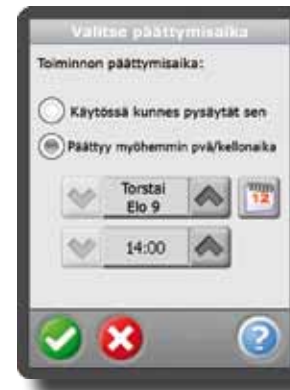 Valitse päättymisaika
Toiminnon päättymisaika:
Käytössä kunnes pysäytät sen
Päättyy myöhemmin pvä/kellonaika
Torstai
Elo 9
12
14:00
?